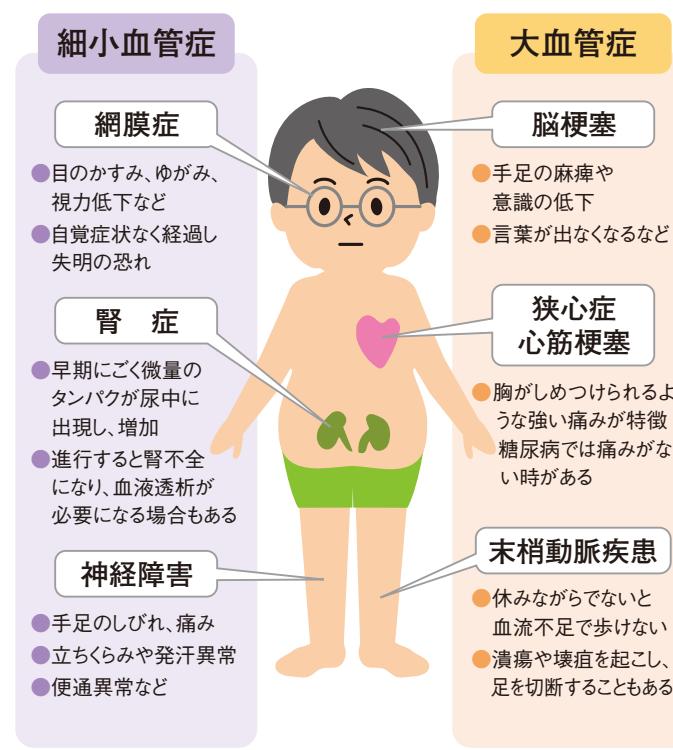 細小血管症
網膜症
●目のかすみ、ゆがみ、
視力低下など
●自覚症状なく経過し
失明の恐れ
腎　症
●早期にごく微量の
タンパクが尿中に
出現し、増加
●進行すると腎不全
になり、血液透析が
必要になる場合もある
神経障害
●手足のしびれ、痛み
●立ちくらみや発汗異常
●便通異常など
大血管症
脳梗塞
●手足の麻痺や
意識の低下
●言葉が出なくなるなど
狭心症
心筋梗塞
●胸がしめつけられるよ
うな強い痛みが特徴
糖尿病では痛みがな
い時がある
末梢動脈疾患
●休みながらでないと
血流不足で歩けない
●潰瘍や壊疽を起こし、
足を切断することもある